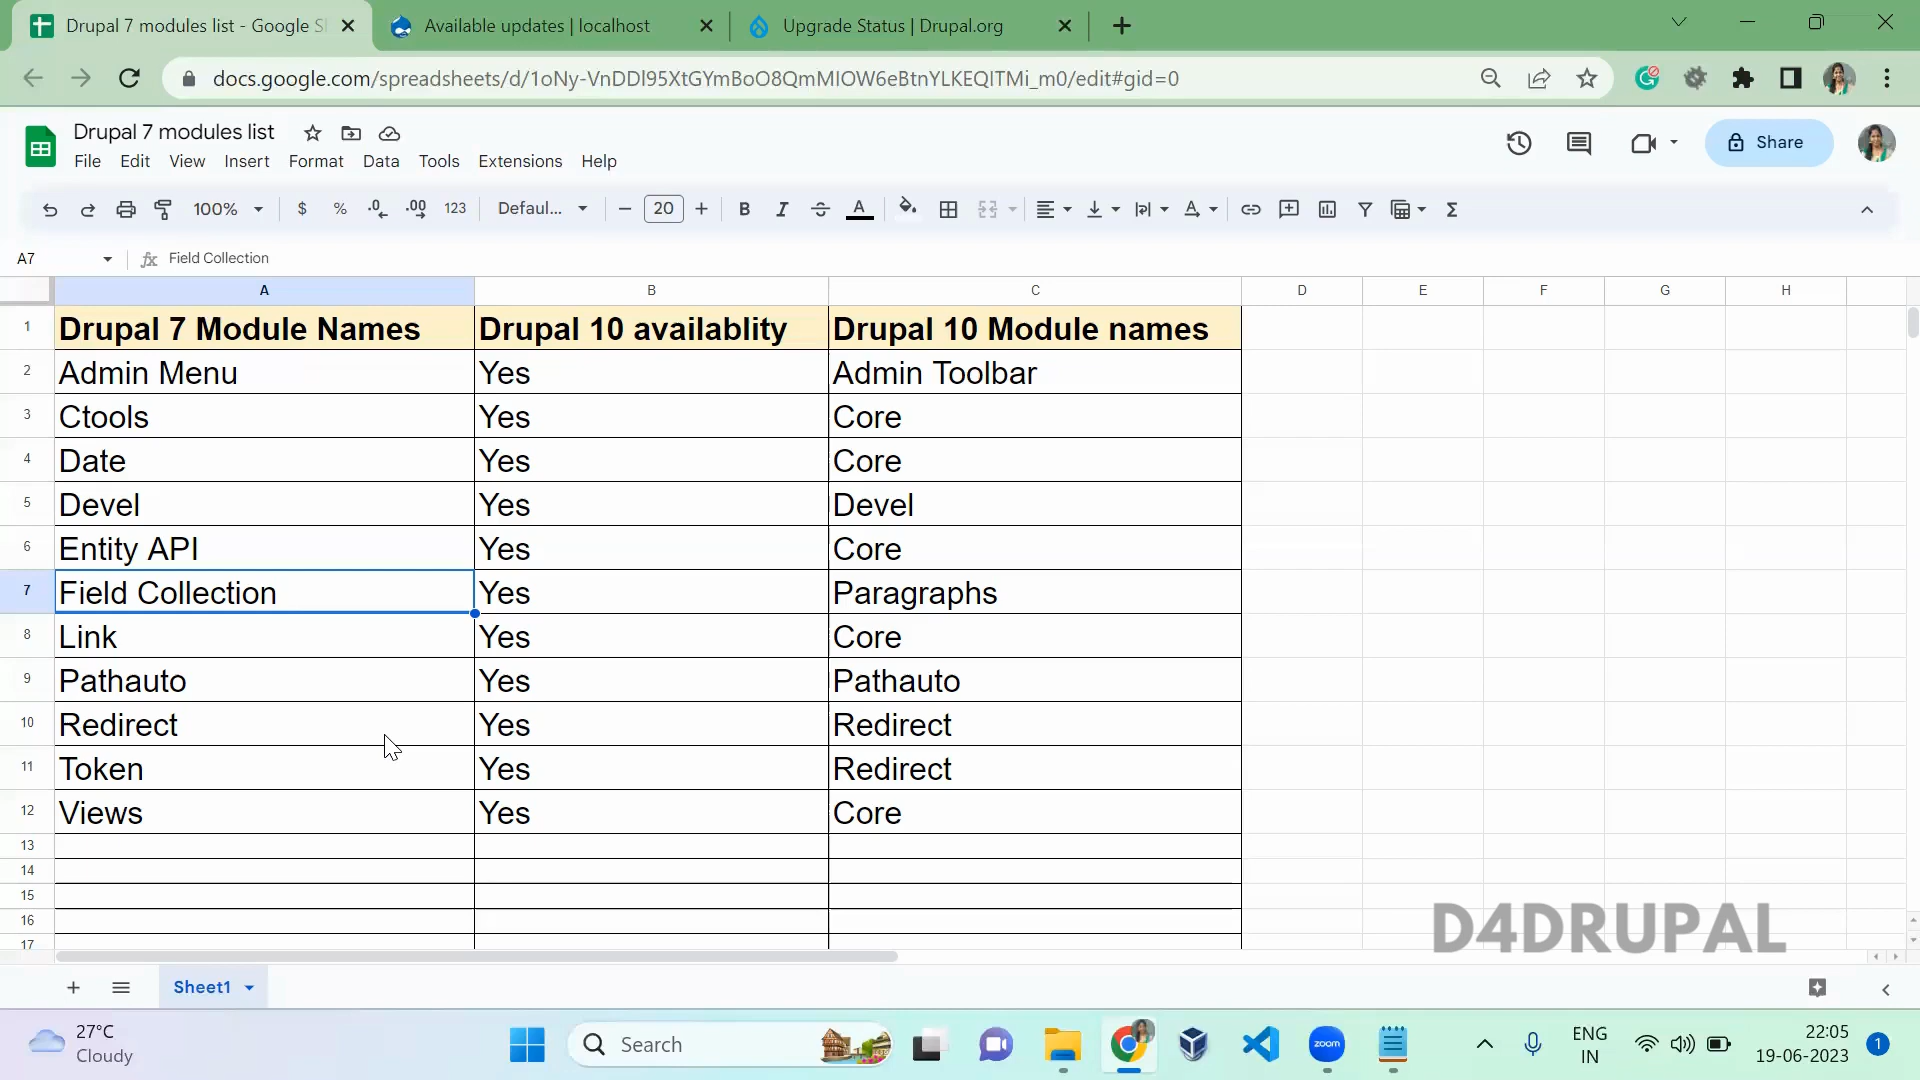 Drupal 7 modules list - Google S
Available updates | localhost
Upgrade Status | Drupal.org
docs.google.com/spreadsheets/d/1oNy-VnDDl95XtGYmBoO8QmMIOW6eBtnYLKEQITMi_m0/edit#gid=0
Drupal 7 modules list
File Edit View Insert Format Data Tools Extensions Help
Share
100% $ % .0 .00 123 Defaul... 20 B I A
A7 fx Field Collection
A B C D E F G H
1 Drupal 7 Module Names Drupal 10 availablity Drupal 10 Module names
2 Admin Menu Yes Admin Toolbar
3 Ctools Yes Core
4 Date Yes Core
5 Devel Yes Devel
6 Entity API Yes Core
7 Field Collection Yes Paragraphs
8 Link Yes Core
9 Pathauto Yes Pathauto
10 Redirect Yes Redirect
11 Token Yes Redirect
12 Views Yes Core
13
14
15
16
17
D4DRUPAL
Sheet1
27°C
Cloudy
Search
zoom
ENG
IN
22:05
19-06-2023
1